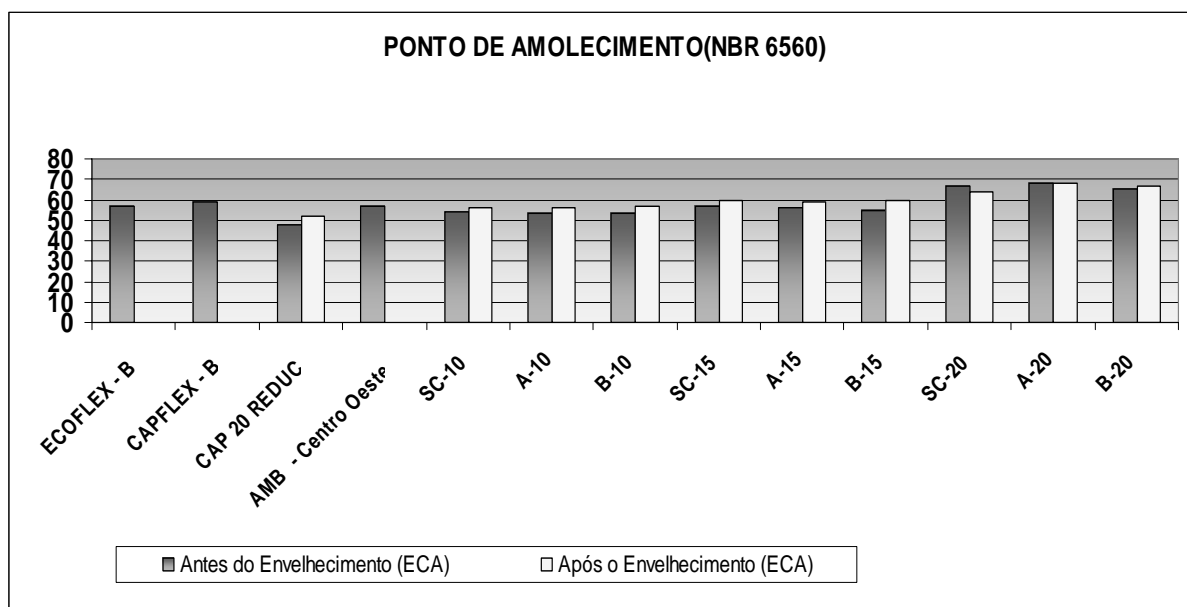 PONTO DE AMOLECIMENTO(NBR 6560)
80
70
60
50
40
30
20
10
0
ECOFLEX - B
CAPFLEX - B
CAP 20 REDUC
AMB - Centro Oeste
SC-10
A-10
B-10
SC-15
A-15
B-15
SC-20
A-20
B-20
Antes do Envelhecimento (ECA)
Após o Envelhecimento (ECA)